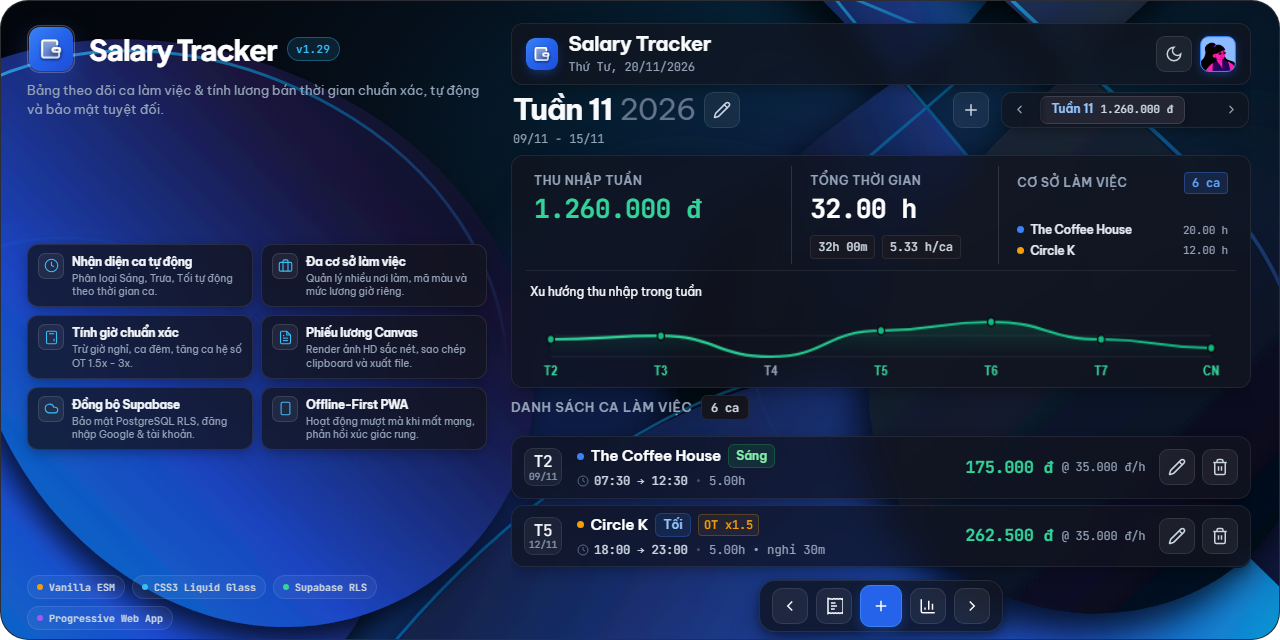 Salary Tracker v1.29
Bảng theo dõi ca làm việc & tính lương bán thời gian chuẩn xác, tự động
và bảo mật tuyệt đối.
Nhận diện ca tự động
Phân loại Sáng, Trưa, Tối tự động
theo thời gian ca.
Đa cơ sở làm việc
Quản lý nhiều nơi làm, mã màu và
mức lương giờ riêng.
Tính giờ chuẩn xác
Trừ giờ nghỉ, ca đêm, tăng ca hệ số
OT 1.5x - 3x.
Phiếu lương Canvas
Render ảnh HD sắc nét, sao chép
clipboard và xuất file.
Đồng bộ Supabase
Bảo mật PostgreSQL RLS, đăng
nhập Google & tài khoản.
Offline-First PWA
Hoạt động mượt mà khi mất mạng,
phản hồi xúc giác rung.
Vanilla ESM
CSS3 Liquid Glass
Supabase RLS
Progressive Web App
Salary Tracker
Thứ Tư, 20/11/2026
Tuần 11 2026
09/11 - 15/11
Tuần 11 1.260.000 đ
THU NHẬP TUẦN
1.260.000 đ
TỔNG THỜI GIAN
32.00 h
32h 00m 5.33 h/ca
CƠ SỞ LÀM VIỆC 6 ca
The Coffee House 20.00 h
Circle K 12.00 h
Xu hướng thu nhập trong tuần
T2 T3 T4 T5 T6 T7 CN
DANH SÁCH CA LÀM VIỆC 6 ca
T2
09/11
The Coffee House Sáng
07:30 → 12:30 • 5.00h
175.000 đ @ 35.000 đ/h
T5
12/11
Circle K Tối OT x1.5
18:00 → 23:00 • 5.00h • nghỉ 30m
262.500 đ @ 35.000 đ/h